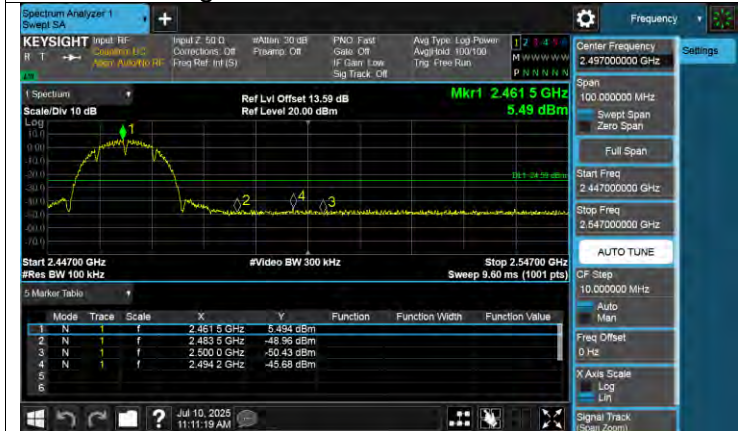 Spectrum Analyzer 1
Swept SA
+
Frequency
KEYSIGHT Input: RF
R T
Coupling: DC
Align: Auto/No RF
Input Z: 50 Ω
Corrections: Off
Freq Ref: Int (S)
#Atten: 30 dB
Preamp: Off
PNO: Fast
Gate: Off
IF Gain: Low
Sig Track: Off
Avg Type: Log-Power
Avg|Hold: 100/100
Trig: Free Run
1 2 3 4 5 6
M W W W W W
P N N N N N
1 Spectrum
Scale/Div 10 dB
Ref Lvl Offset 13.59 dB
Ref Level 20.00 dBm
Mkr1 2.461 5 GHz
5.49 dBm
Log
10.0
0.00
-10.0
-20.0
-30.0
-40.0
-50.0
-60.0
-70.0
1
2
4
3
DL1 -24.59 dBm
Start 2.44700 GHz
#Res BW 100 kHz
#Video BW 300 kHz
Stop 2.54700 GHz
Sweep 9.60 ms (1001 pts)
5 Marker Table
Mode Trace Scale X Y Function Function Width Function Value
1 N 1 f 2.461 5 GHz 5.494 dBm
2 N 1 f 2.483 5 GHz -48.96 dBm
3 N 1 f 2.500 0 GHz -50.43 dBm
4 N 1 f 2.494 2 GHz -45.68 dBm
5
6
Jul 10, 2025
11:11:19 AM
?
Center Frequency
2.497000000 GHz
Settings
Span
100.000000 MHz
Swept Span
Zero Span
Full Span
Start Freq
2.447000000 GHz
Stop Freq
2.547000000 GHz
AUTO TUNE
CF Step
10.000000 MHz
Auto
Man
Freq Offset
0 Hz
X Axis Scale
Log
Lin
Signal Track
(Span Zoom)